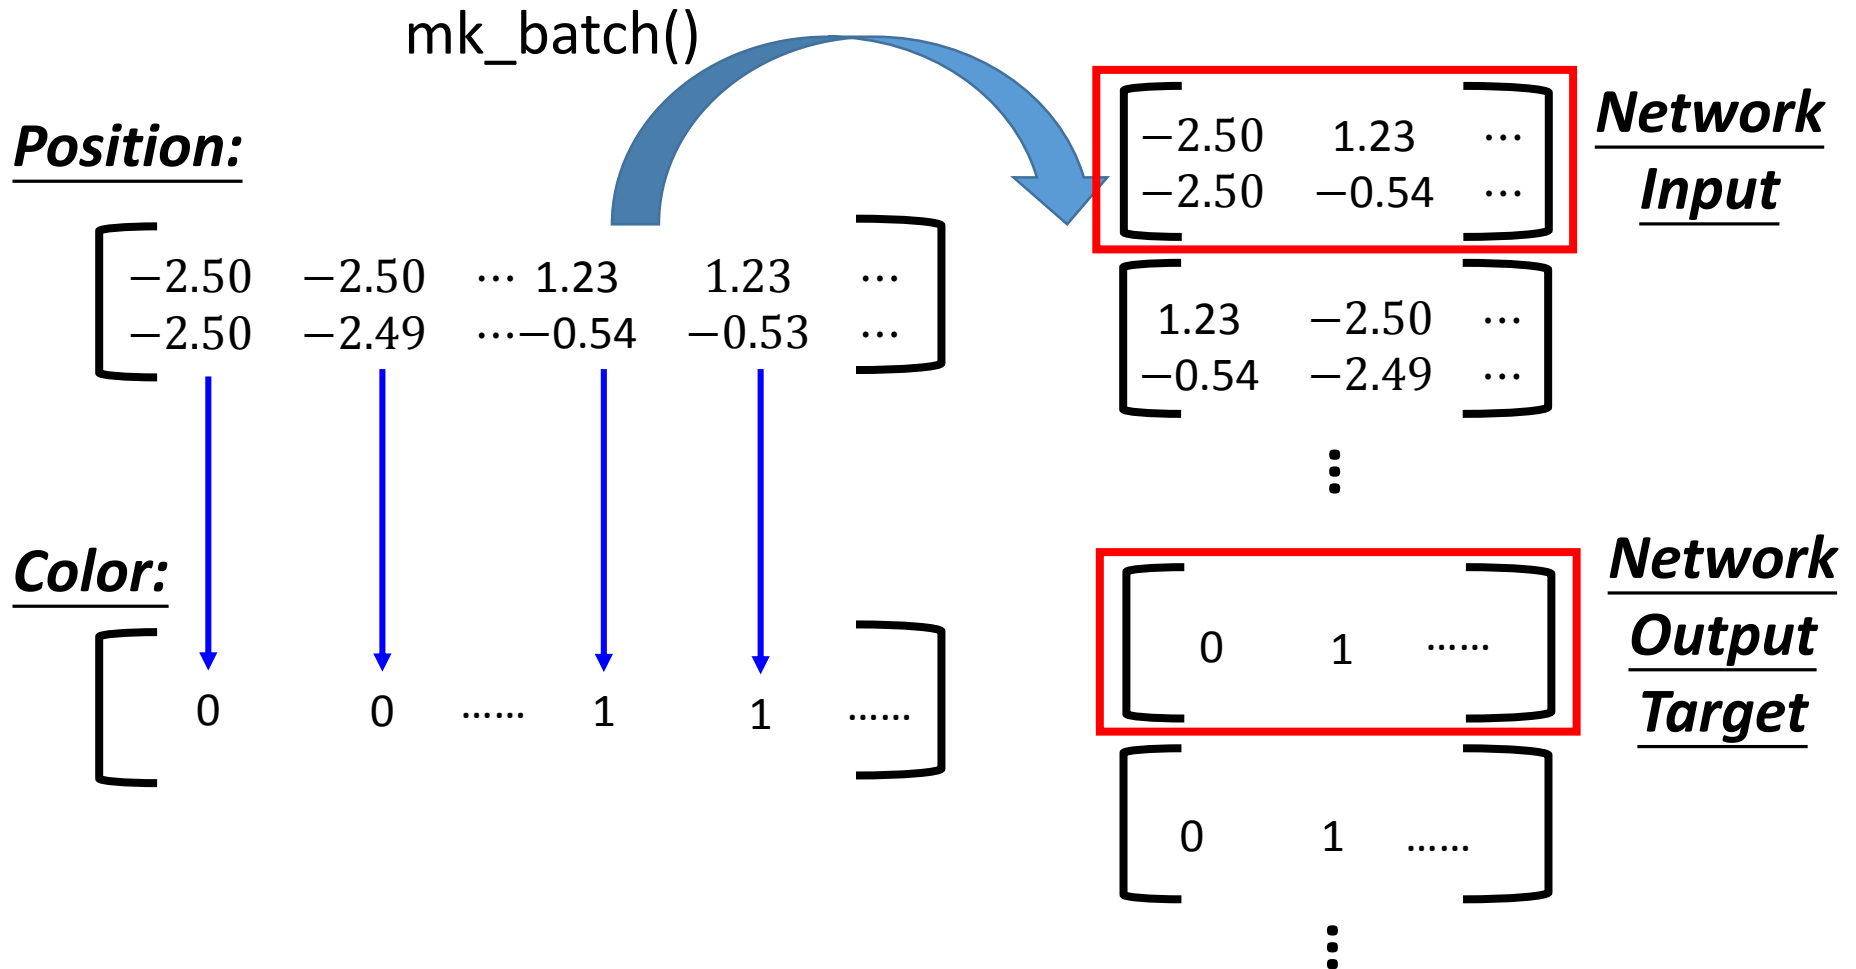 mk_batch()
Position:
−2.50 −2.50 ⋯ 1.23 1.23 ⋯
−2.50 −2.49 ⋯ −0.54 −0.53 ⋯
Color:
0 0 …… 1 1 ……
−2.50 1.23 ⋯
−2.50 −0.54 ⋯
Network
Input
1.23 −2.50 ⋯
−0.54 −2.49 ⋯
⋮
0 1 ……
Network
Output
Target
0 1 ……
⋮